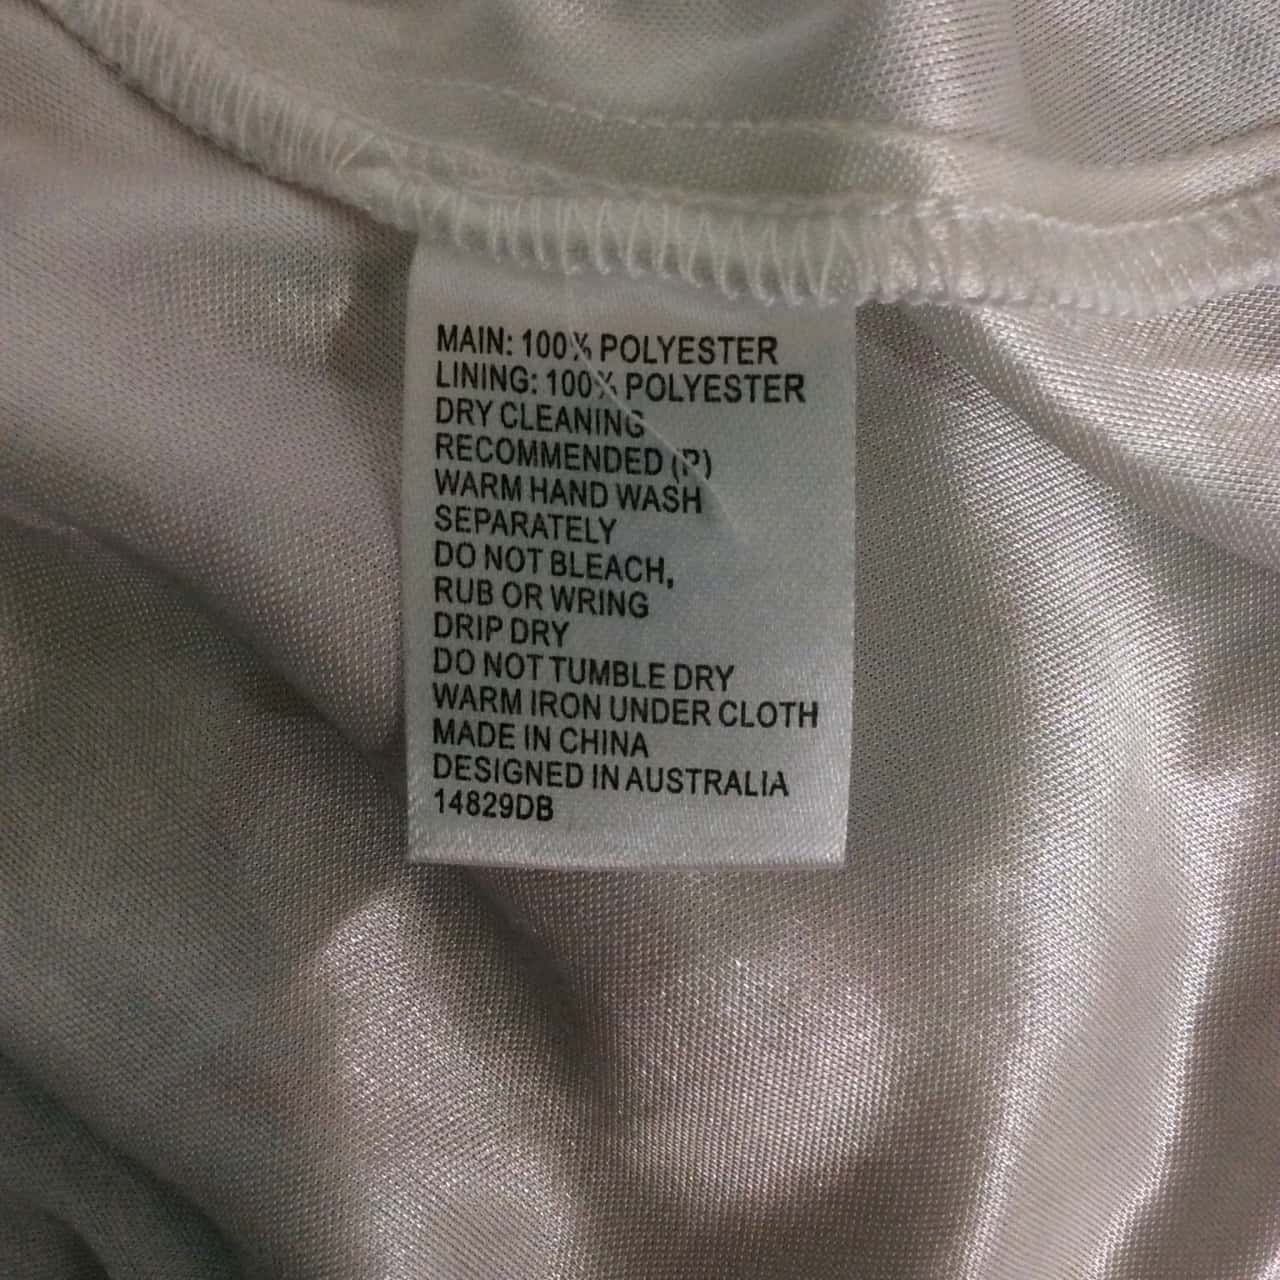 MAIN: 100% POLYESTER
LINING: 100% POLYESTER
DRY CLEANING
RECOMMENDED (P)
WARM HAND WASH
SEPARATELY
DO NOT BLEACH,
RUB OR WRING
DRIP DRY
DO NOT TUMBLE DRY
WARM IRON UNDER CLOTH
MADE IN CHINA
DESIGNED IN AUSTRALIA
14829DB